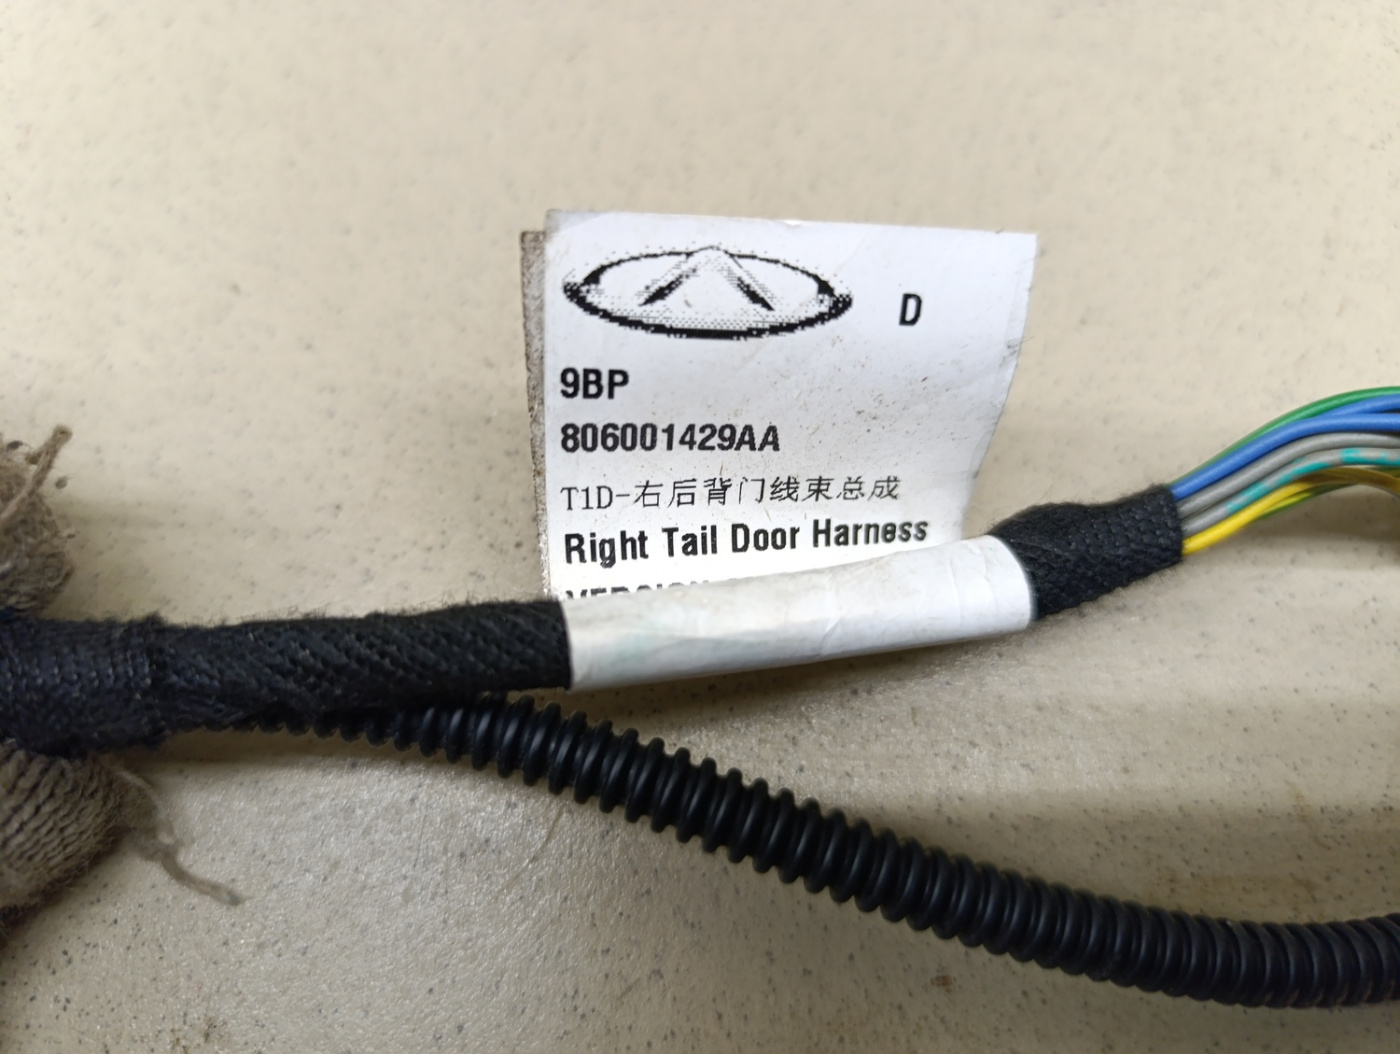 D
9BP
806001429AA
T1D-右后背门线束总成
Right Tail Door Harness